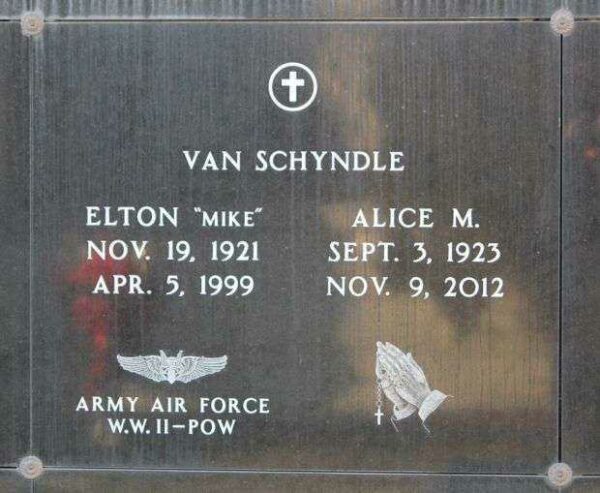 VAN SCHYNDLE
ELTON "MIKE"
NOV. 19, 1921
APR. 5, 1999
ALICE M.
SEPT. 3, 1923
NOV. 9, 2012
ARMY AIR FORCE
W.W. II-POW